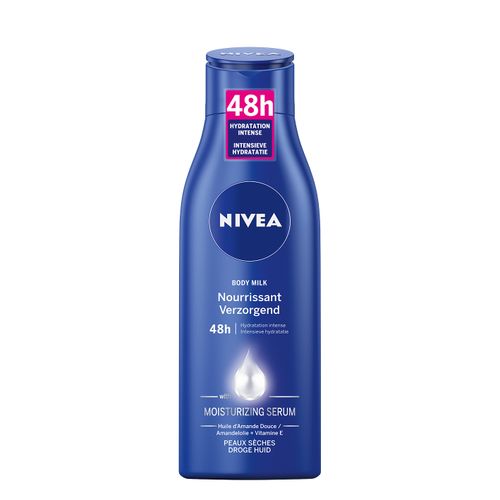 48h
HYDRATATION
INTENSE
INTENSIEVE
HYDRATATIE
NIVEA
BODY MILK
Nourrissant
Verzorgend
48h Hydratation intense
Intensieve hydratatie
with
MOISTURIZING SERUM
Huile d'Amande Douce /
Amandelolie + Vitamine E
PEAUX SÈCHES
DROGE HUID